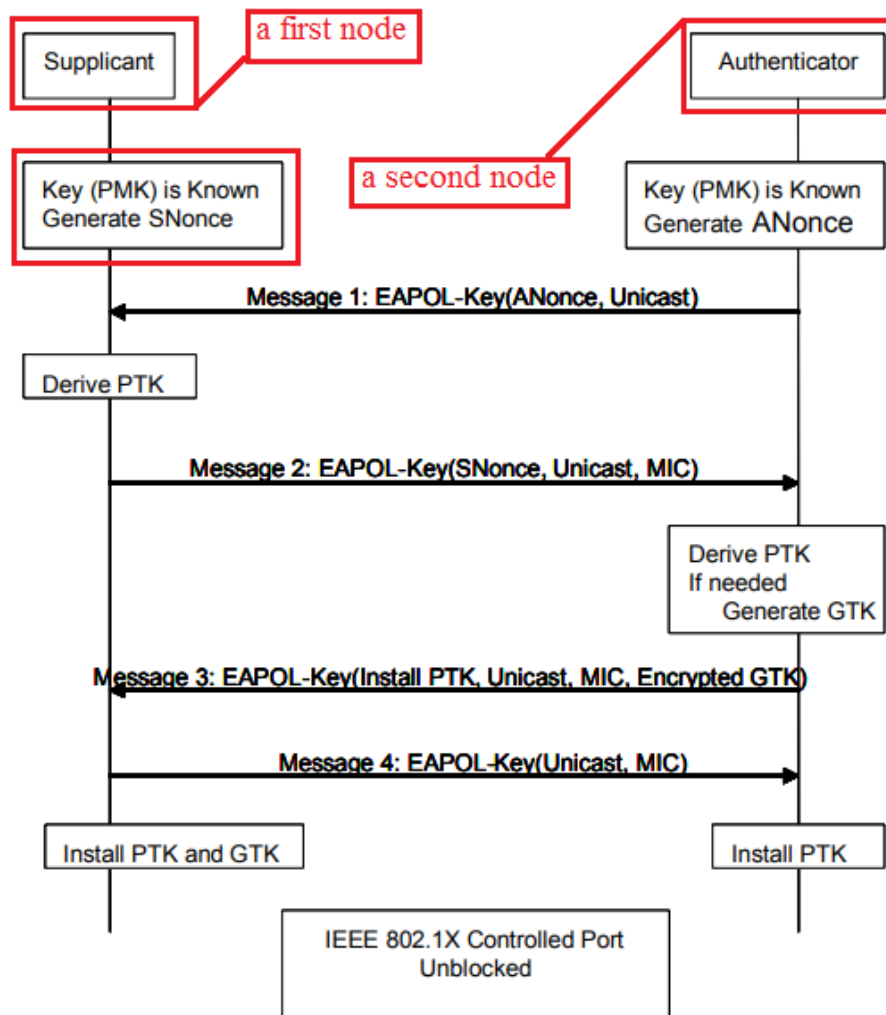 a first node
Supplicant
Authenticator
a second node
Key (PMK) is Known
Generate SNonce
Key (PMK) is Known
Generate ANonce
Message 1: EAPOL-Key(ANonce, Unicast)
Derive PTK
Message 2: EAPOL-Key(SNonce, Unicast, MIC)
Derive PTK
If needed
Generate GTK
Message 3: EAPOL-Key(Install PTK, Unicast, MIC, Encrypted GTK)
Message 4: EAPOL-Key(Unicast, MIC)
Install PTK and GTK
Install PTK
IEEE 802.1X Controlled Port
Unblocked